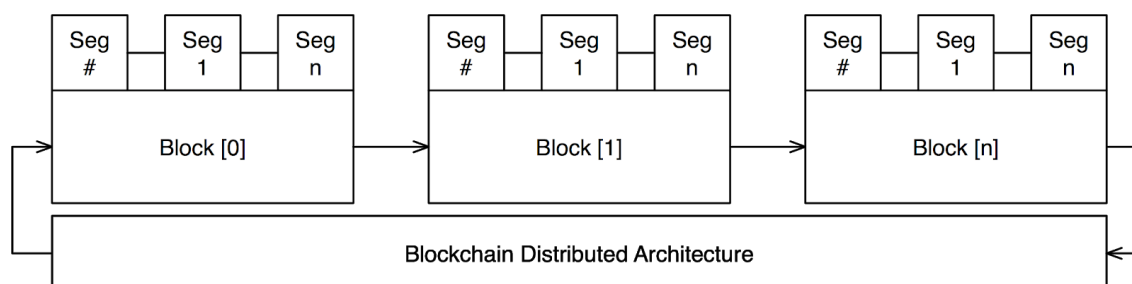 Seg
#
Seg
1
Seg
n
Seg
#
Seg
1
Seg
n
Seg
#
Seg
1
Seg
n
Block [0]
Block [1]
Block [n]
Blockchain Distributed Architecture